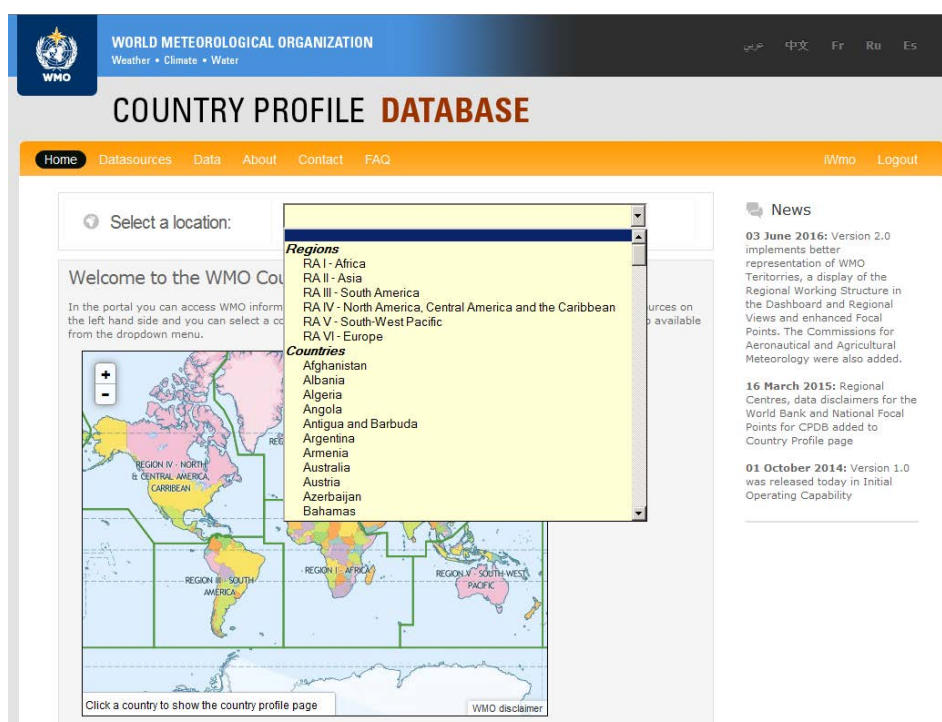 WMO
WORLD METEOROLOGICAL ORGANIZATION
Weather • Climate • Water
عربي 中文 Fr Ru Es
COUNTRY PROFILE DATABASE
Home Datasources Data About Contact FAQ iWmo Logout
Select a location:
Regions
RA I - Africa
RA II - Asia
RA III - South America
RA IV - North America, Central America and the Caribbean
RA V - South-West Pacific
RA VI - Europe
Countries
Afghanistan
Albania
Algeria
Angola
Antigua and Barbuda
Argentina
Armenia
Australia
Austria
Azerbaijan
Bahamas
Welcome to the WMO Cou
In the portal you can access WMO inform urces on
the left hand side and you can select a co available
from the dropdown menu.
+
-
REGION IV - NORTH
& CENTRAL AMERICA,
CARRIBEAN
REG
REGION III - SOUTH
AMERICA
REGION I - AFRICA
REGION V - SOUTH-WEST
PACIFIC
Click a country to show the country profile page
WMO disclaimer
News
03 June 2016: Version 2.0
implements better
representation of WMO
Teritorries, a display of the
Regional Working Structure in
the Dashboard and Regional
Views and enhanced Focal
Points. The Commissions for
Aeronautical and Agricultural
Meteorology were also added.
16 March 2015: Regional
Centres, data disclaimers for the
World Bank and National Focal
Points for CPDB added to
Country Profile page
01 October 2014: Version 1.0
was released today in Initial
Operating Capability